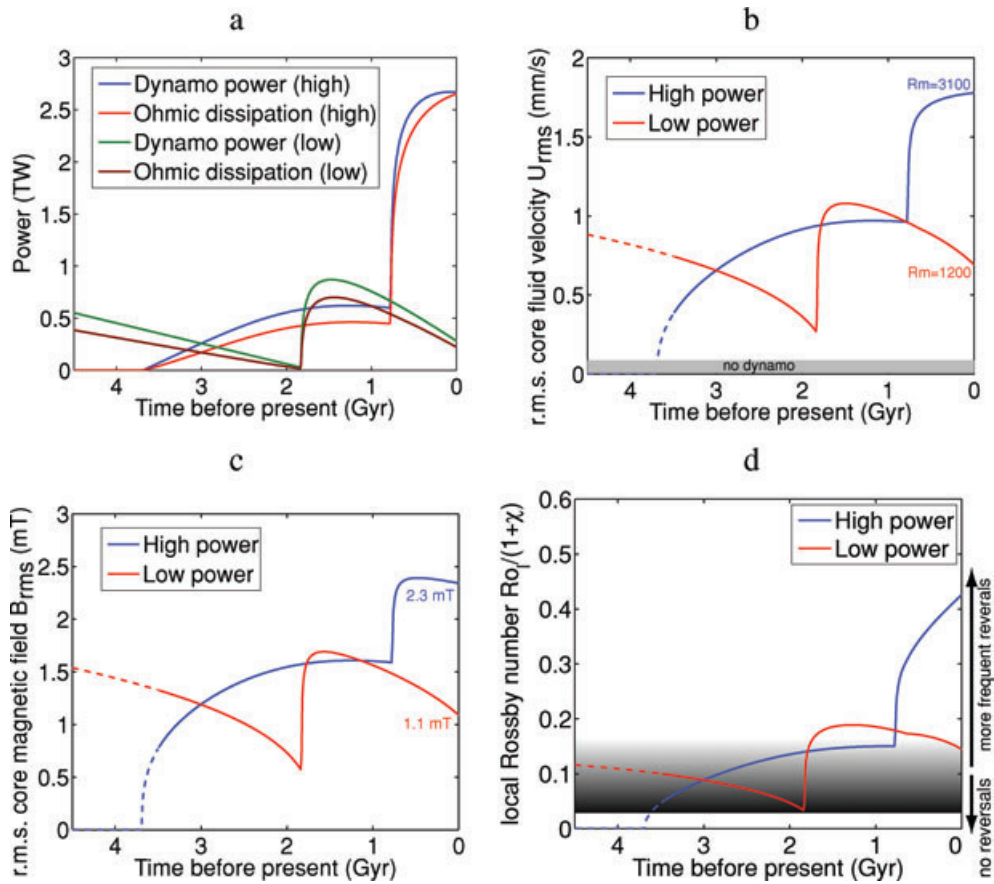 a
Power (TW)
3
2.5
2
1.5
1
0.5
0
Dynamo power (high)
Ohmic dissipation (high)
Dynamo power (low)
Ohmic dissipation (low)
4 3 2 1 0
Time before present (Gyr)
b
r.m.s. core fluid velocity Urms (mm/s)
2
1.5
1
0.5
0
High power
Low power
Rm=3100
Rm=1200
no dynamo
4 3 2 1 0
Time before present (Gyr)
c
r.m.s. core magnetic field Brms (mT)
3
2.5
2
1.5
1
0.5
0
High power
Low power
2.3 mT
1.1 mT
4 3 2 1 0
Time before present (Gyr)
d
local Rossby number Rol/(1+χ)
0.6
0.5
0.4
0.3
0.2
0.1
0
High power
Low power
4 3 2 1 0
Time before present (Gyr)
more frequent reverals
no reversals